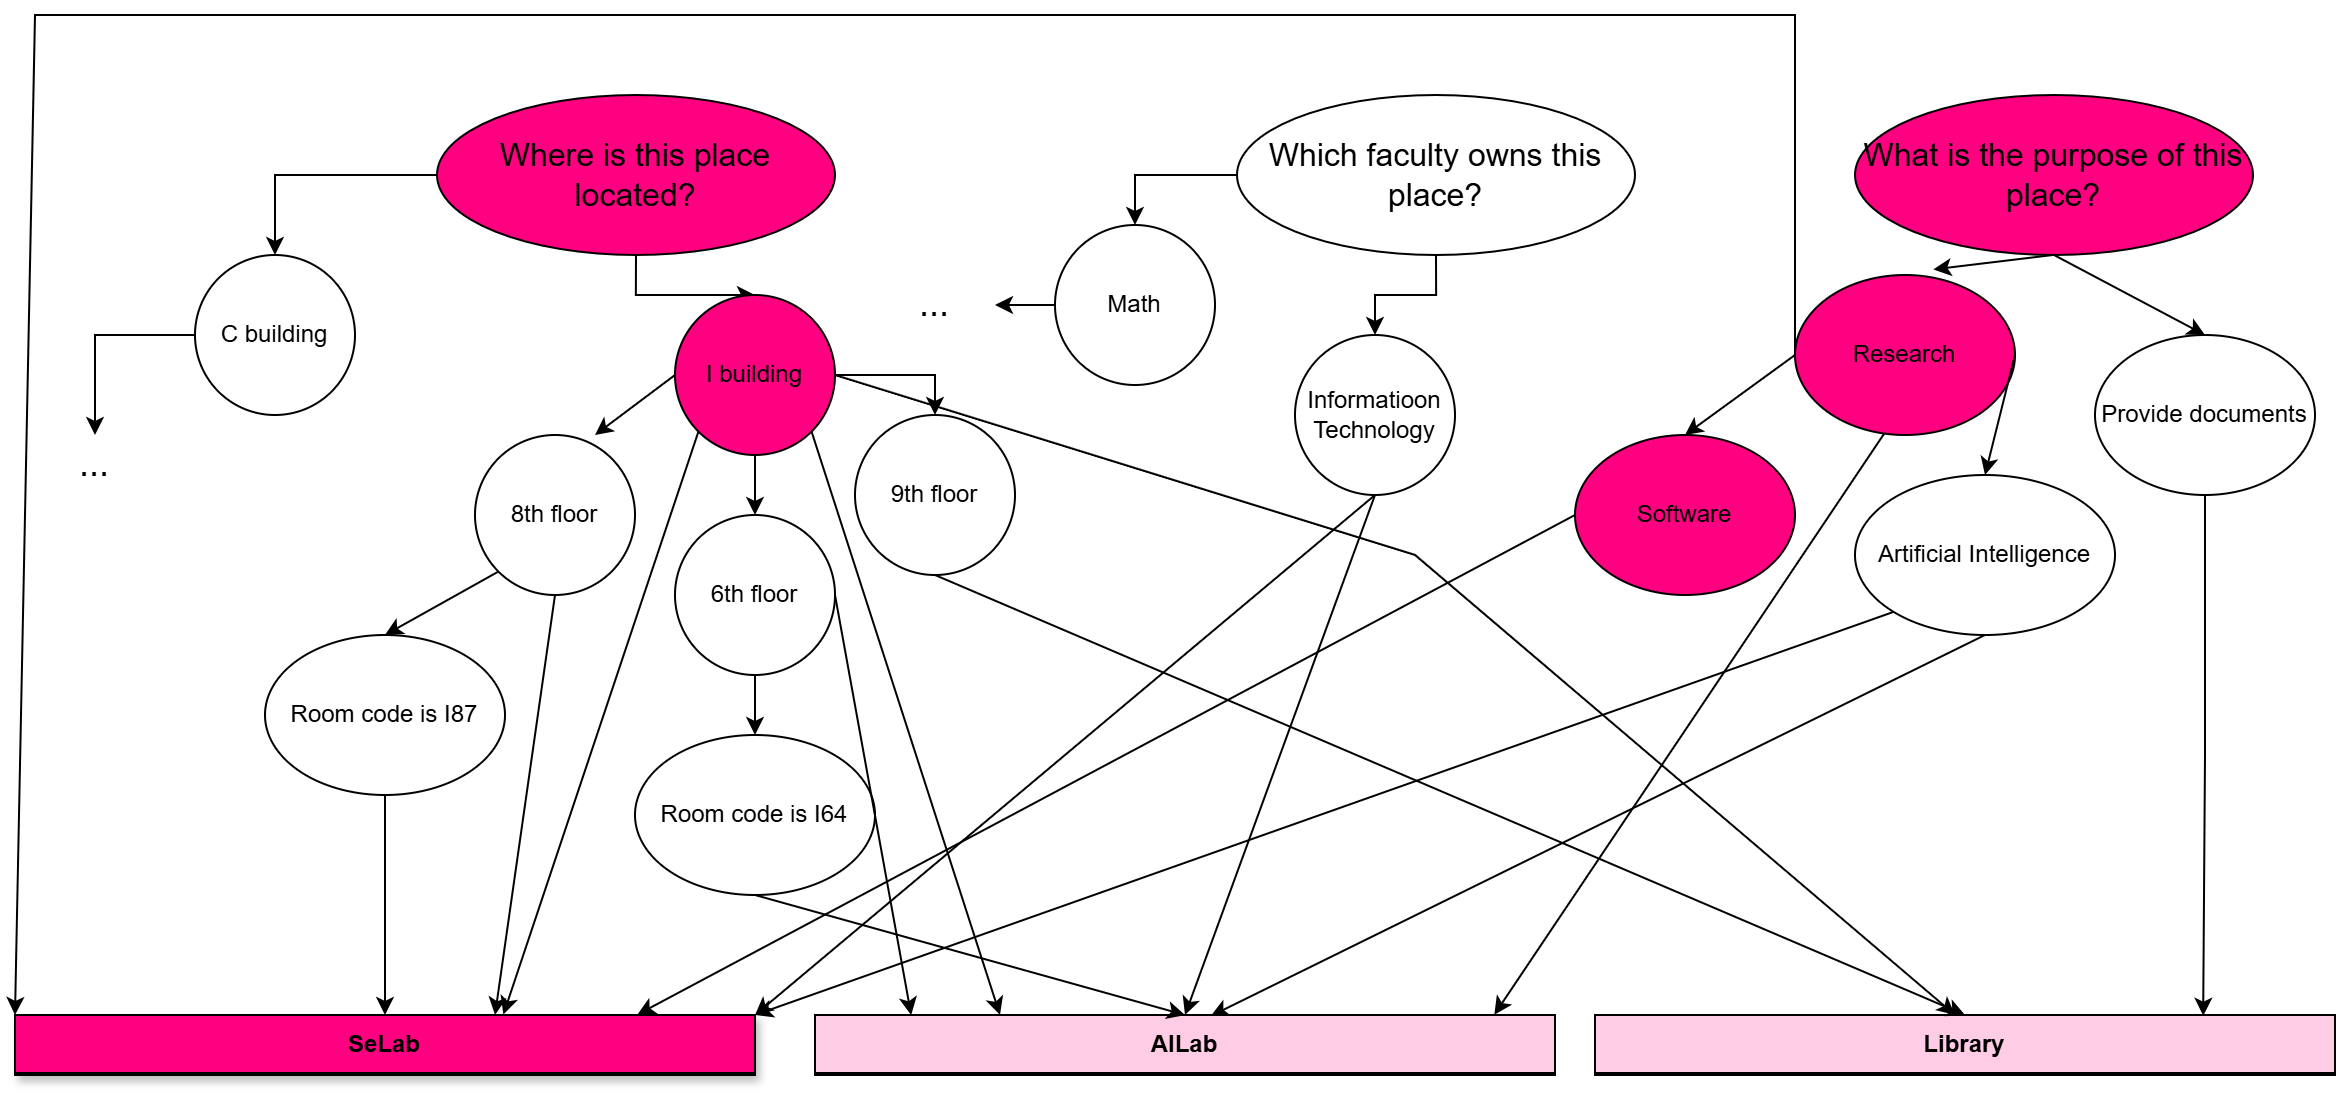 Where is this place
located?
Which faculty owns this
place?
What is the purpose of this
place?
C building
...
I building
...
Math
Informatioon
Technology
Research
Provide documents
8th floor
9th floor
6th floor
Software
Artificial Intelligence
Room code is I87
Room code is I64
SeLab
AILab
Library